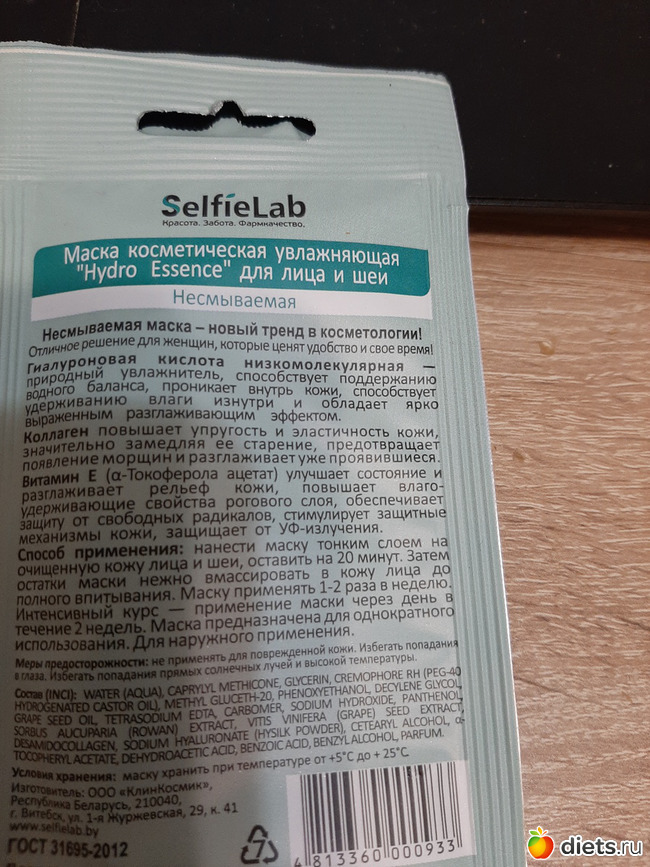 SelfieLab
Красота. Забота. Фармкачество.
Маска косметическая увлажняющая
"Hydro Essence" для лица и шеи
Несмываемая
Несмываемая маска – новый тренд в косметологии!
Отличное решение для женщин, которые ценят удобство и свое время!
Гиалуроновая кислота низкомолекулярная —
природный увлажнитель, способствует поддержанию
водного баланса, проникает внутрь кожи, способствует
удерживанию влаги изнутри и обладает ярко
выраженным разглаживающим эффектом.
Коллаген повышает упругость и эластичность кожи,
значительно замедляя ее старение, предотвращает
появление морщин и разглаживает уже проявившиеся.
Витамин Е (α-Токоферола ацетат) улучшает состояние и
разглаживает рельеф кожи, повышает влаго-
удерживающие свойства рогового слоя, обеспечивает
защиту от свободных радикалов, стимулирует защитные
механизмы кожи, защищает от УФ-излучения.
Способ применения: нанести маску тонким слоем на
очищенную кожу лица и шеи, оставить на 20 минут. Затем
остатки маски нежно вмассировать в кожу лица до
полного впитывания. Маску применять 1-2 раза в неделю.
Интенсивный курс — применение маски через день в
течение 2 недель. Маска предназначена для однократного
использования. Для наружного применения.
Меры предосторожности: не применять для поврежденной кожи. Избегать попадания
в глаза. Избегать попадания прямых солнечных лучей и высокой температуры.
Состав (INCI): WATER (AQUA), CAPRYLYL METHICONE, GLYCERIN, CREMOPHORE RH (PEG-40
HYDROGENATED CASTOR OIL), METHYL GLUCETH-20, PHENOXYETHANOL, DECYLENE GLYCOL,
GRAPE SEED OIL, TETRASODIUM EDTA, CARBOMER, SODIUM HYDROXIDE, PANTHENOL,
SORBUS AUCUPARIA (ROWAN) EXTRACT, VITIS VINIFERA (GRAPE) SEED EXTRACT,
DESAMIDOCOLLAGEN, SODIUM HYALURONATE (HYSILK POWDER), CETEARYL ALCOHOL, α-
TOCOPHERYL ACETATE, DEHYDROACETIC ACID, BENZOIC ACID, BENZYL ALCOHOL, PARFUM.
Условия хранения: маску хранить при температуре от +5°С до + 25°С.
Изготовитель: ООО «КлинКосмик»,
Республика Беларусь, 210040,
г. Витебск, ул. 1-я Журжевская, 29, к. 41
www.selfielab.by
ГОСТ 31695-2012
4 813360 000933
diets.ru